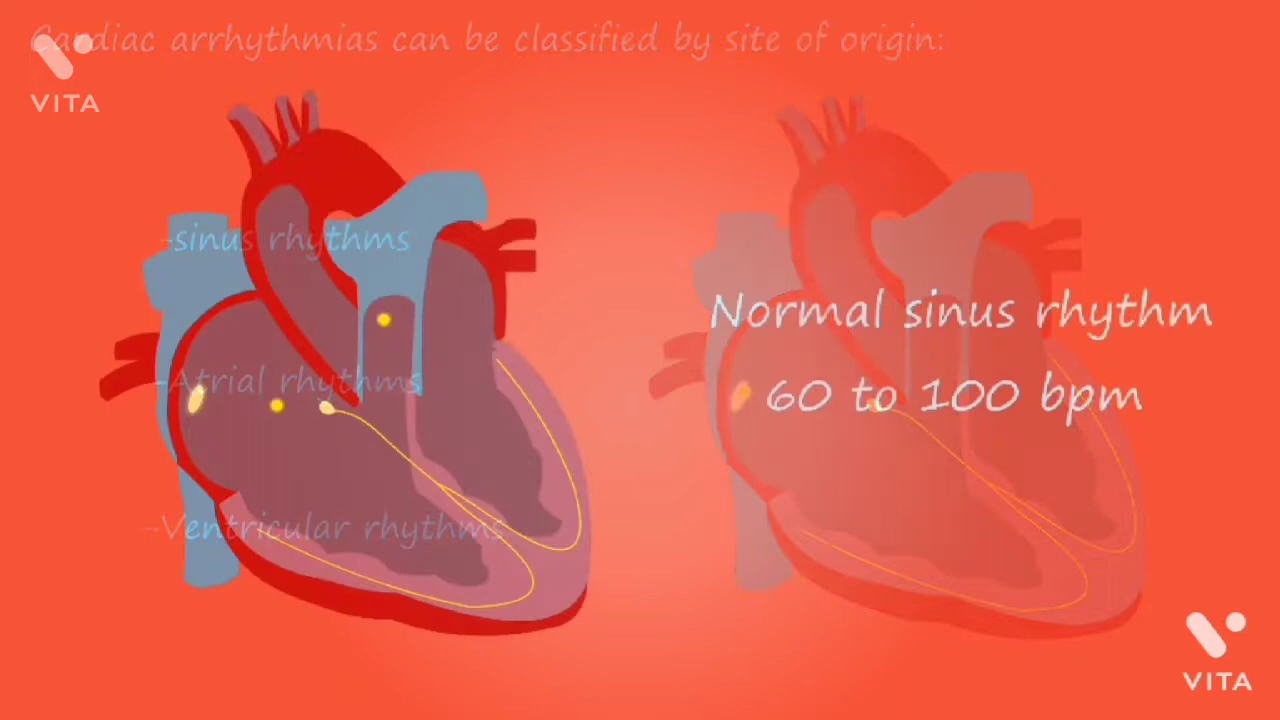 Cardiac arrhythmias can be classified by site of origin:
VITA
-sinus rhythms
Normal sinus rhythm
-Atrial rhythms
60 to 100 bpm
-Ventricular rhythms
VITA